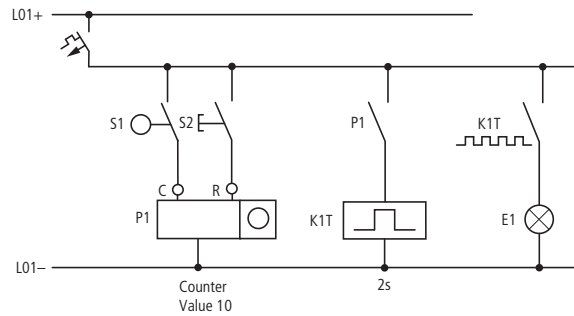 L01+
S1
S2
P1
K1T
C
R
P1
K1T
E1
L01–
Counter
Value 10
2s